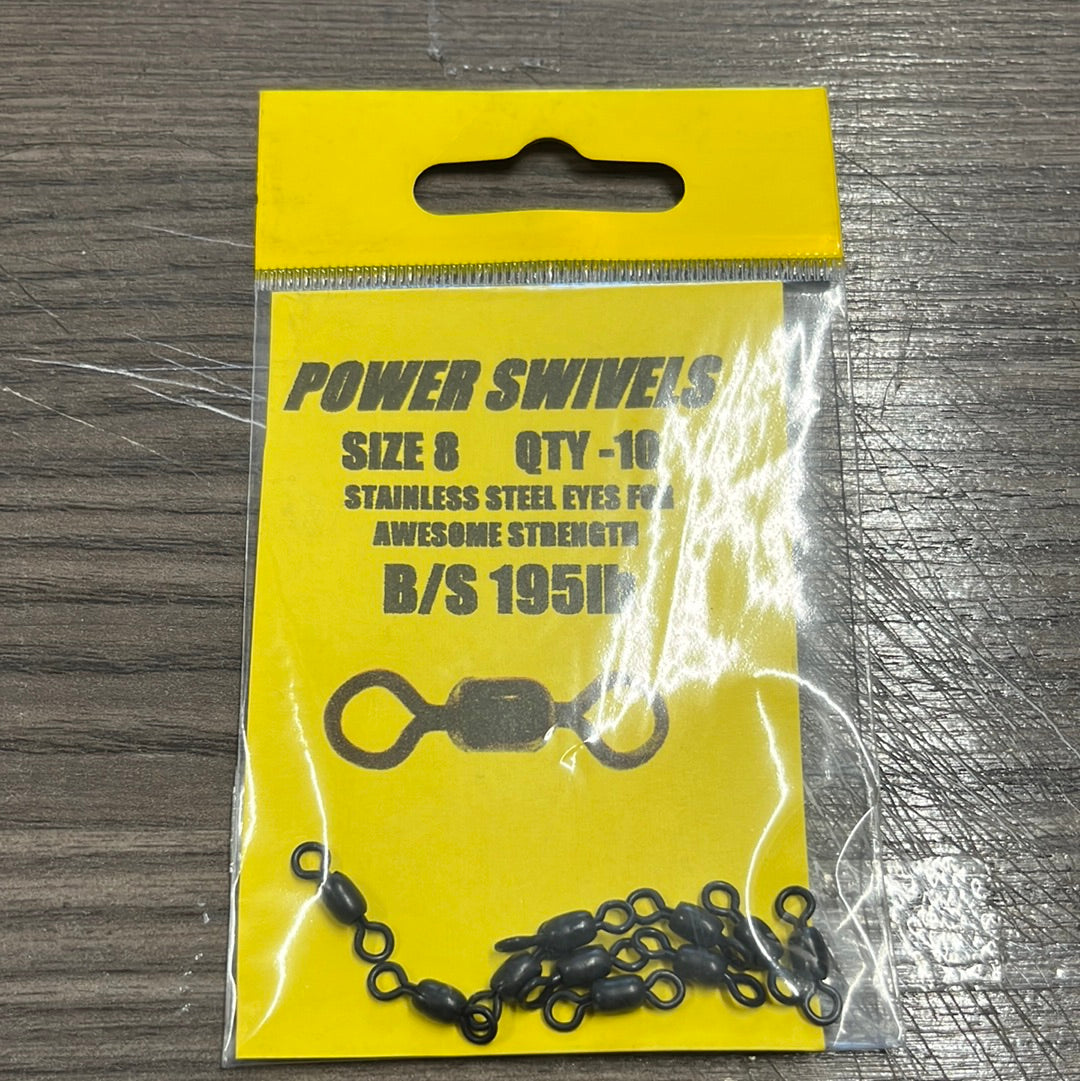 POWER SWIVELS
SIZE 8 QTY -10
STAINLESS STEEL EYES FOR
AWESOME STRENGTH
B/S 195lb